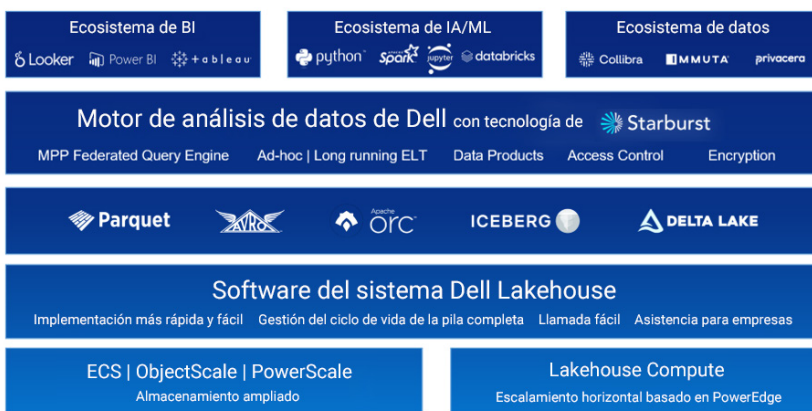 Ecosistema de BI
Looker Power BI +ableau
Ecosistema de IA/ML
python APACHE Spark jupyter databricks
Ecosistema de datos
Collibra IMMUTA privacera
Motor de análisis de datos de Dell con tecnología de Starburst
MPP Federated Query Engine Ad-hoc | Long running ELT Data Products Access Control Encryption
Parquet AVRO Apache orc ICEBERG DELTA LAKE
Software del sistema Dell Lakehouse
Implementación más rápida y fácil Gestión del ciclo de vida de la pila completa Llamada fácil Asistencia para empresas
ECS | ObjectScale | PowerScale
Almacenamiento ampliado
Lakehouse Compute
Escalamiento horizontal basado en PowerEdge